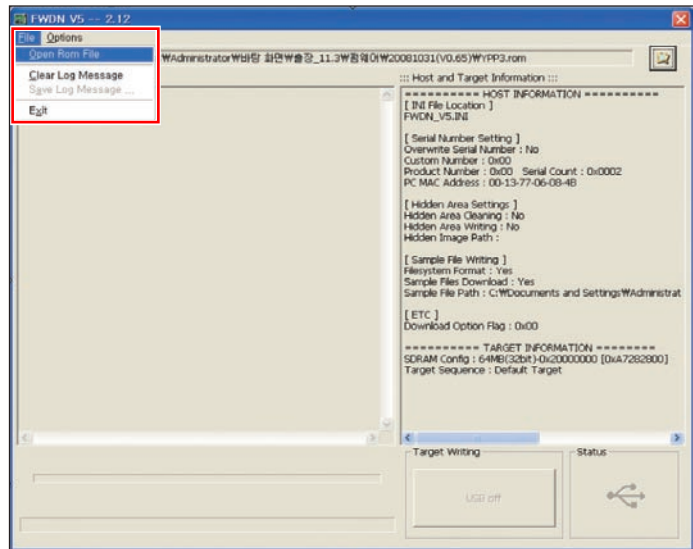 FWDN V5 -- 2.12
File Options
Open Rom File
Clear Log Message
Save Log Message ...
Exit
₩Administrator₩바탕 화면₩출장_11.3₩펌웨어₩20081031(V0.65)₩YPP3.rom
::: Host and Target Information :::
========== HOST INFORMATION ==========
[ INI File Location ]
FWDN_V5.INI
[ Serial Number Setting ]
Overwrite Serial Number : No
Custom Number : 0x00
Product Number : 0x00 Serial Count : 0x0002
PC MAC Address : 00-13-77-06-08-4B
[ Hidden Area Settings ]
Hidden Area Cleaning : No
Hidden Area Writing : No
Hidden Image Path :
[ Sample File Writing ]
Filesystem Format : Yes
Sample Files Download : Yes
Sample File Path : C:₩Documents and Settings₩Administrat
[ ETC ]
Download Option Flag : 0x00
========== TARGET INFORMATION ========
SDRAM Config : 64MB(32bit)-0x20000000 [0xA7282800]
Target Sequence : Default Target
Target Writing
Status
USB off